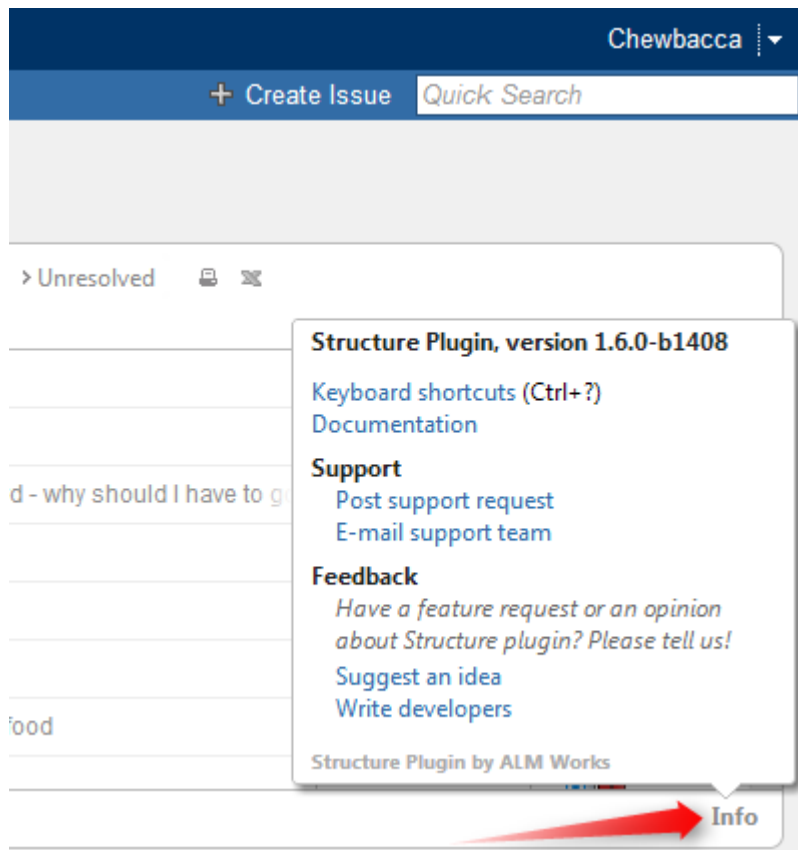 Chewbacca
Create Issue
Quick Search
Unresolved
Structure Plugin, version 1.6.0-b1408
Keyboard shortcuts (Ctrl+?)
Documentation
Support
d - why should I have to
Post support request
E-mail support team
Feedback
Have a feature request or an opinion
about Structure plugin? Please tell us!
Suggest an idea
Write developers
food
Structure Plugin by ALM Works
Info